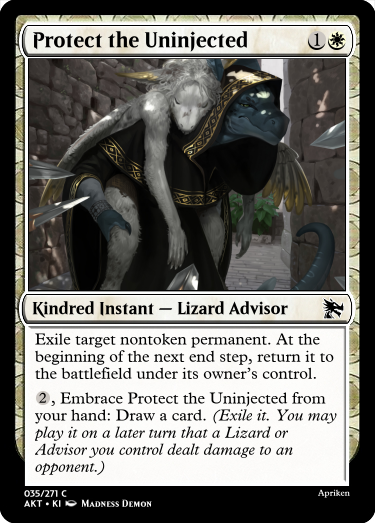 Protect the Uninjected 1
Kindred Instant — Lizard Advisor
Exile target nontoken permanent. At the
beginning of the next end step, return it to
the battlefield under its owner's control.
2, Embrace Protect the Uninjected from
your hand: Draw a card. (Exile it. You may
play it on a later turn that a Lizard or
Advisor you control dealt damage to an
opponent.)
035/271 C Apriken
AKT • KI Madness Demon